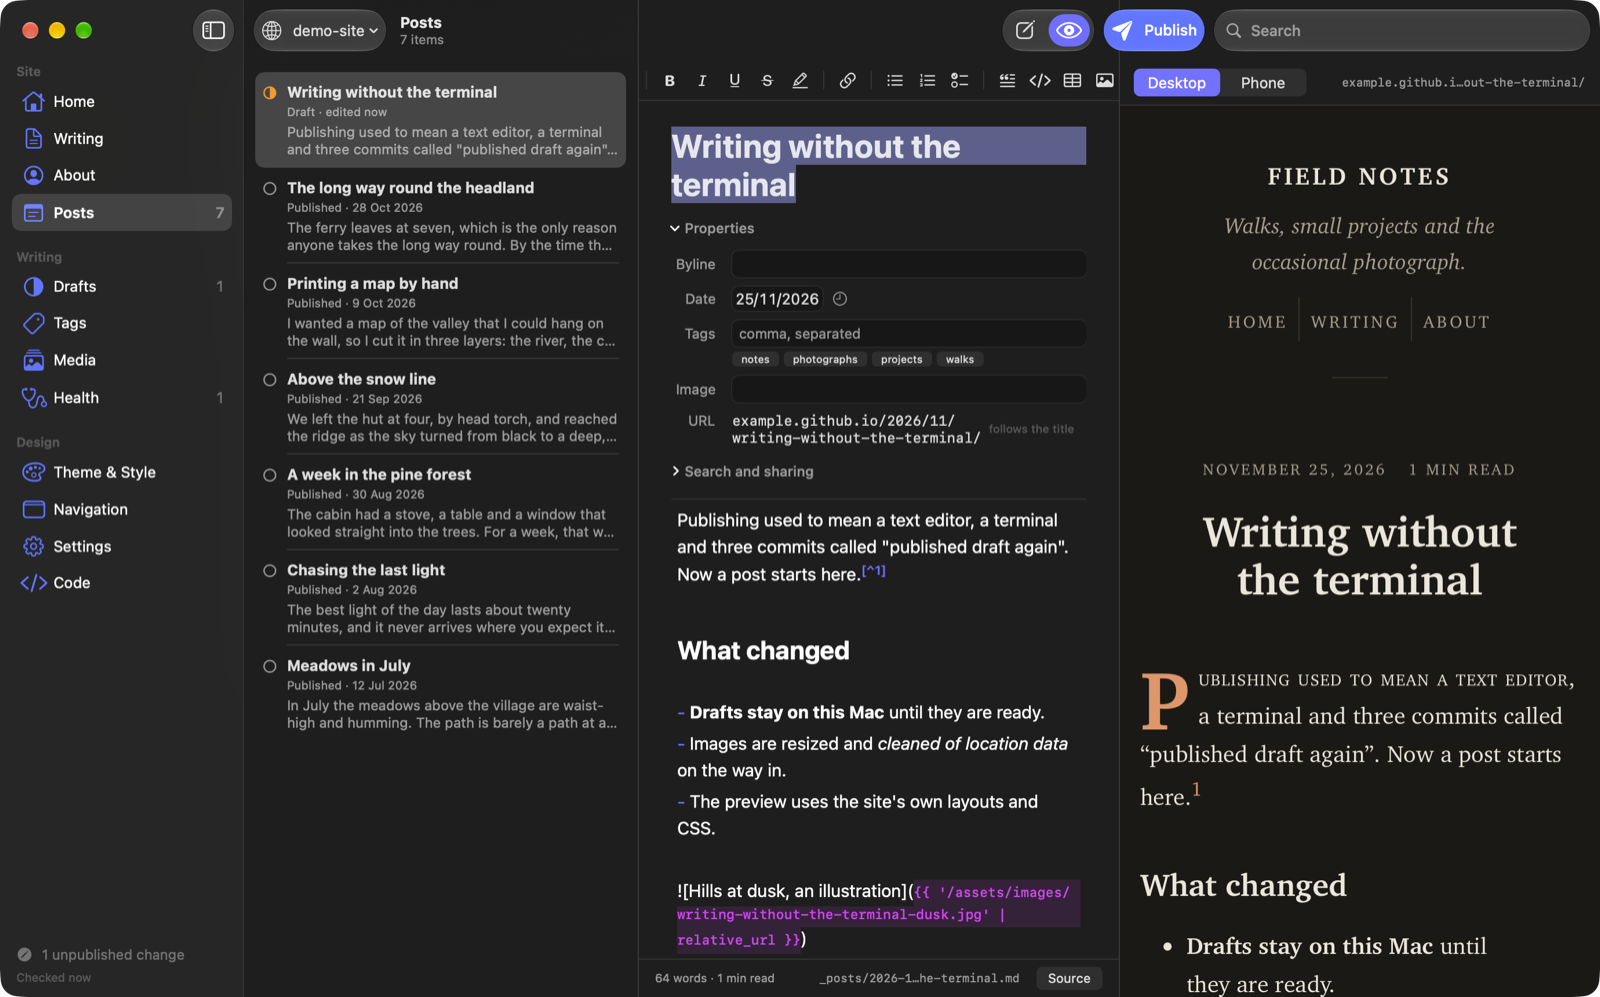 Site
Home
Writing
About
Posts 7
Writing
Drafts 1
Tags
Media
Health 1
Design
Theme & Style
Navigation
Settings
Code
1 unpublished change
Checked now
demo-site
Posts
7 items
Writing without the terminal
Draft · edited now
Publishing used to mean a text editor, a terminal
and three commits called "published draft again"...
The long way round the headland
Published · 28 Oct 2026
The ferry leaves at seven, which is the only reason
anyone takes the long way round. By the time th...
Printing a map by hand
Published · 9 Oct 2026
I wanted a map of the valley that I could hang on
the wall, so I cut it in three layers: the river, the c...
Above the snow line
Published · 21 Sep 2026
We left the hut at four, by head torch, and reached
the ridge as the sky turned from black to a deep,...
A week in the pine forest
Published · 30 Aug 2026
The cabin had a stove, a table and a window that
looked straight into the trees. For a week, that w...
Chasing the last light
Published · 2 Aug 2026
The best light of the day lasts about twenty
minutes, and it never arrives where you expect it...
Meadows in July
Published · 12 Jul 2026
In July the meadows above the village are waist-
high and humming. The path is barely a path at a...
B I U S
Writing without the
terminal
Properties
Byline
Date 25/11/2026
Tags comma, separated
notes photographs projects walks
Image
URL example.github.io/2026/11/
writing-without-the-terminal/ follows the title
Search and sharing
Publishing used to mean a text editor, a terminal
and three commits called "published draft again".
Now a post starts here.[^1]
What changed
- Drafts stay on this Mac until they are ready.
- Images are resized and cleaned of location data
on the way in.
- The preview uses the site's own layouts and
CSS.
![Hills at dusk, an illustration]({{ '/assets/images/
writing-without-the-terminal-dusk.jpg' |
relative_url }})
64 words · 1 min read _posts/2026-1…he-terminal.md Source
Publish
Search
Desktop Phone example.github.i…out-the-terminal/
FIELD NOTES
Walks, small projects and the
occasional photograph.
HOME WRITING ABOUT
NOVEMBER 25, 2026 1 MIN READ
Writing without
the terminal
PUBLISHING USED TO MEAN A TEXT EDITOR,
a terminal and three commits called
“published draft again”. Now a post starts
here.1
What changed
• Drafts stay on this Mac until
they are ready.